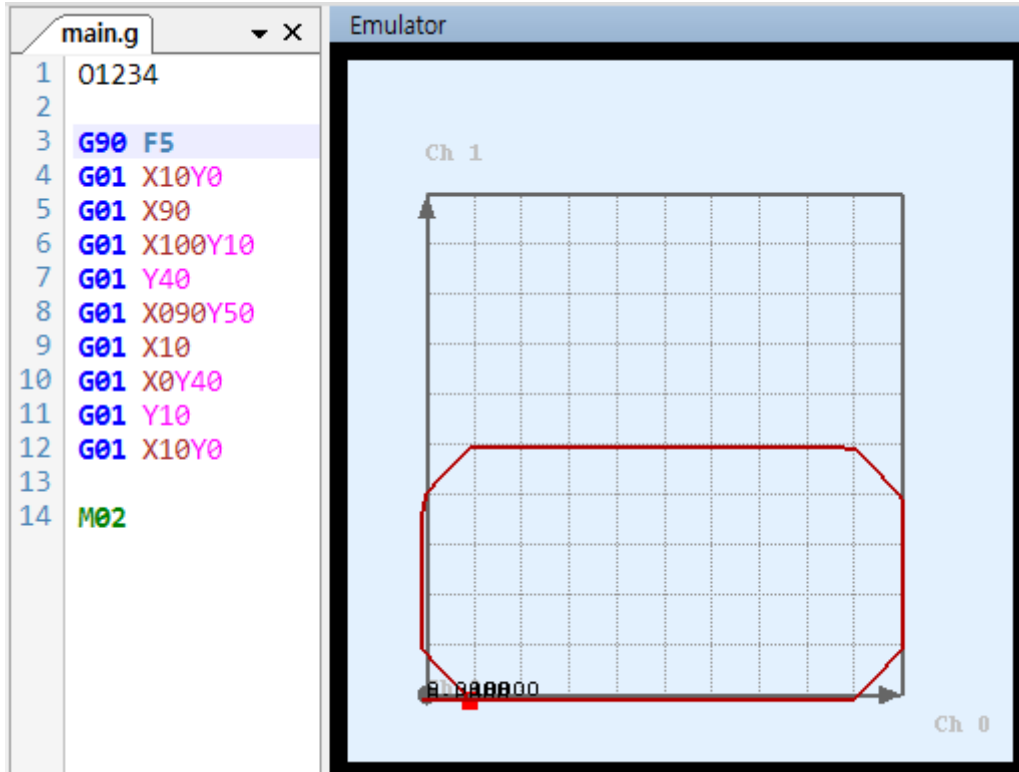 main.g
Emulator
1 O1234
2
3 G90 F5
4 G01 X10Y0
5 G01 X90
6 G01 X100Y10
7 G01 Y40
8 G01 X090Y50
9 G01 X10
10 G01 X0Y40
11 G01 Y10
12 G01 X10Y0
13
14 M02
Ch 1
Ch 0